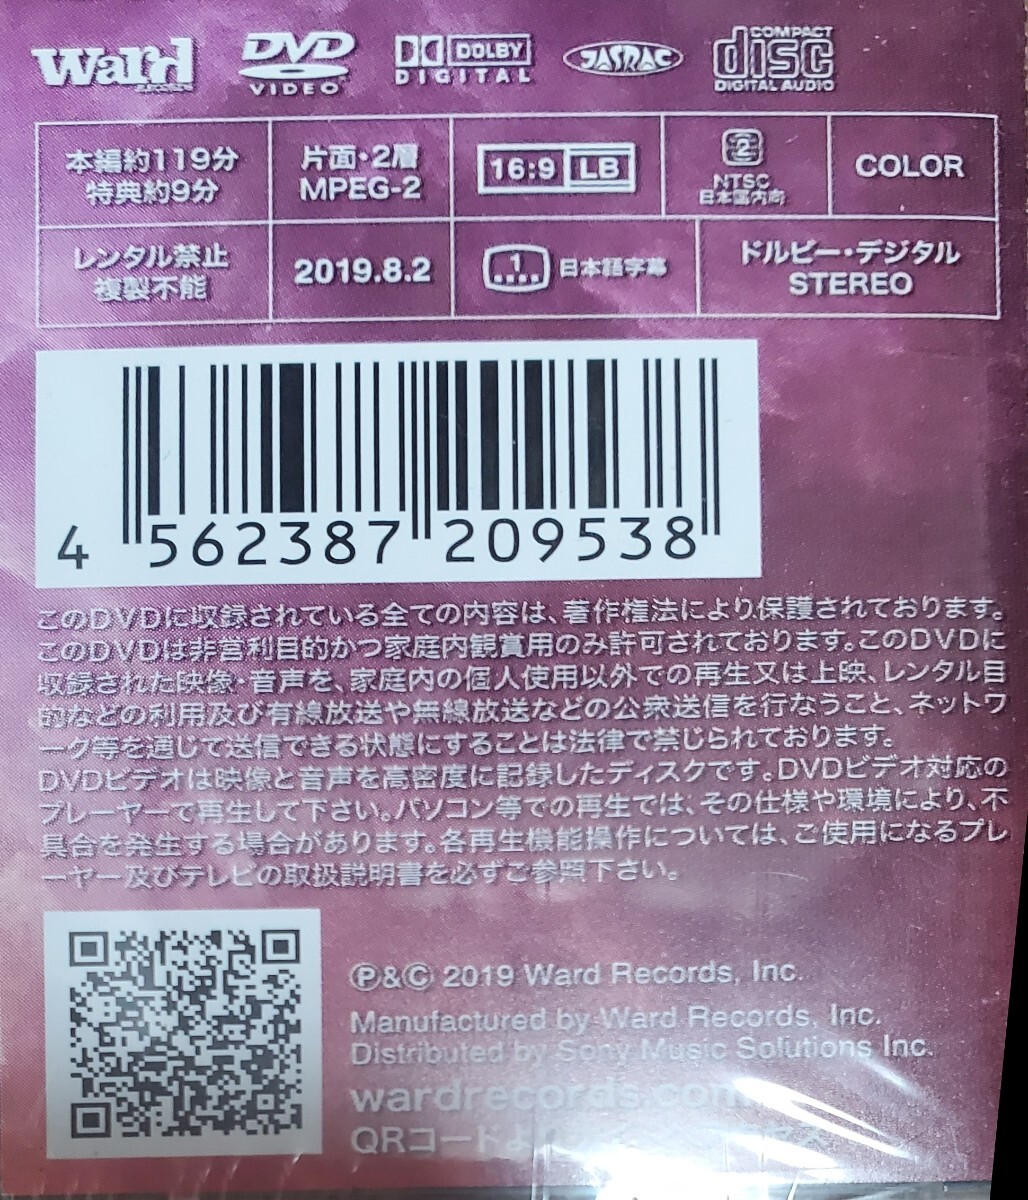 Ward RECORDS
DVD VIDEO
DOLBY DIGITAL
JASRAC
COMPACT disc DIGITAL AUDIO
本編約119分
特典約9分
片面・2層
MPEG-2
16:9 LB
2
NTSC
日本国内向
COLOR
レンタル禁止
複製不能
2019.8.2
1
日本語字幕
ドルビー・デジタル
STEREO
4 562387 209538
このDVDに収録されている全ての内容は、著作権法により保護されております。
このDVDは非営利目的かつ家庭内観賞用のみ許可されております。このDVDに
収録された映像・音声を、家庭内の個人使用以外での再生又は上映、レンタル目
的などの利用及び有線放送や無線放送などの公衆送信を行なうこと、ネットワ
ーク等を通じて送信できる状態にすることは法律で禁じられております。
DVDビデオは映像と音声を高密度に記録したディスクです。DVDビデオ対応の
プレーヤーで再生して下さい。パソコン等での再生では、その仕様や環境により、不
具合を発生する場合があります。各再生機能操作については、ご使用になるプレ
ーヤー及びテレビの取扱説明書を必ずご参照下さい。
Ⓟ&Ⓒ 2019 Ward Records, Inc.
Manufactured by Ward Records, Inc.
Distributed by Sony Music Solutions Inc.
wardrecords.com
QRコード